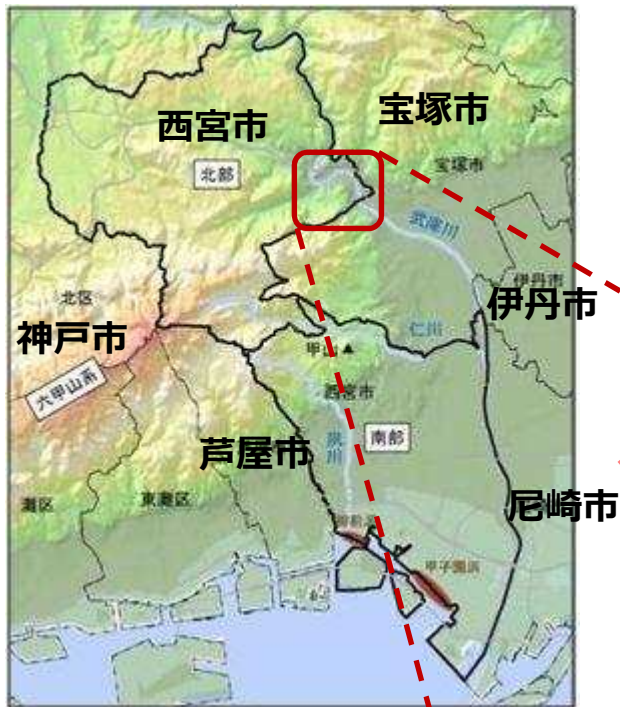 西宮市
宝塚市
北部
宝塚市
武庫川
伊丹市
伊丹市
北区
神戸市
仁川
甲山▲
六甲山系
西宮市
夙川
南部
芦屋市
灘区
東灘区
尼崎市
甲子園浜